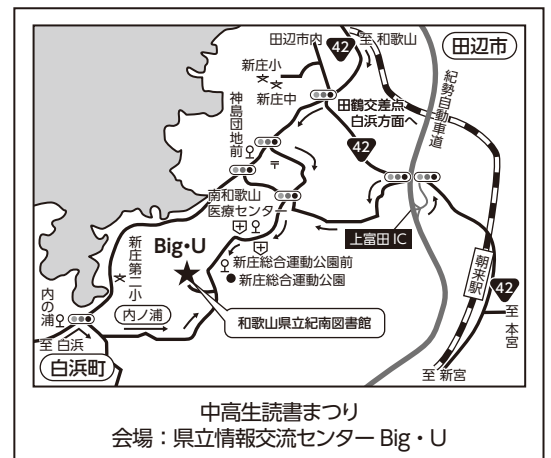 田辺市内
42
至 和歌山
田辺市
新庄小
新庄中
田鶴交差点
白浜方面へ
紀勢自動車道
神島団地前
〒
42
南和歌山
医療センター
上富田 IC
Big・U
新庄総合運動公園前
新庄総合運動公園
新庄第二小
朝来駅
42
内の浦
内ノ浦
和歌山県立紀南図書館
至 本宮
至 白浜
白浜町
至 新宮
中高生読書まつり
会場：県立情報交流センター Big・U